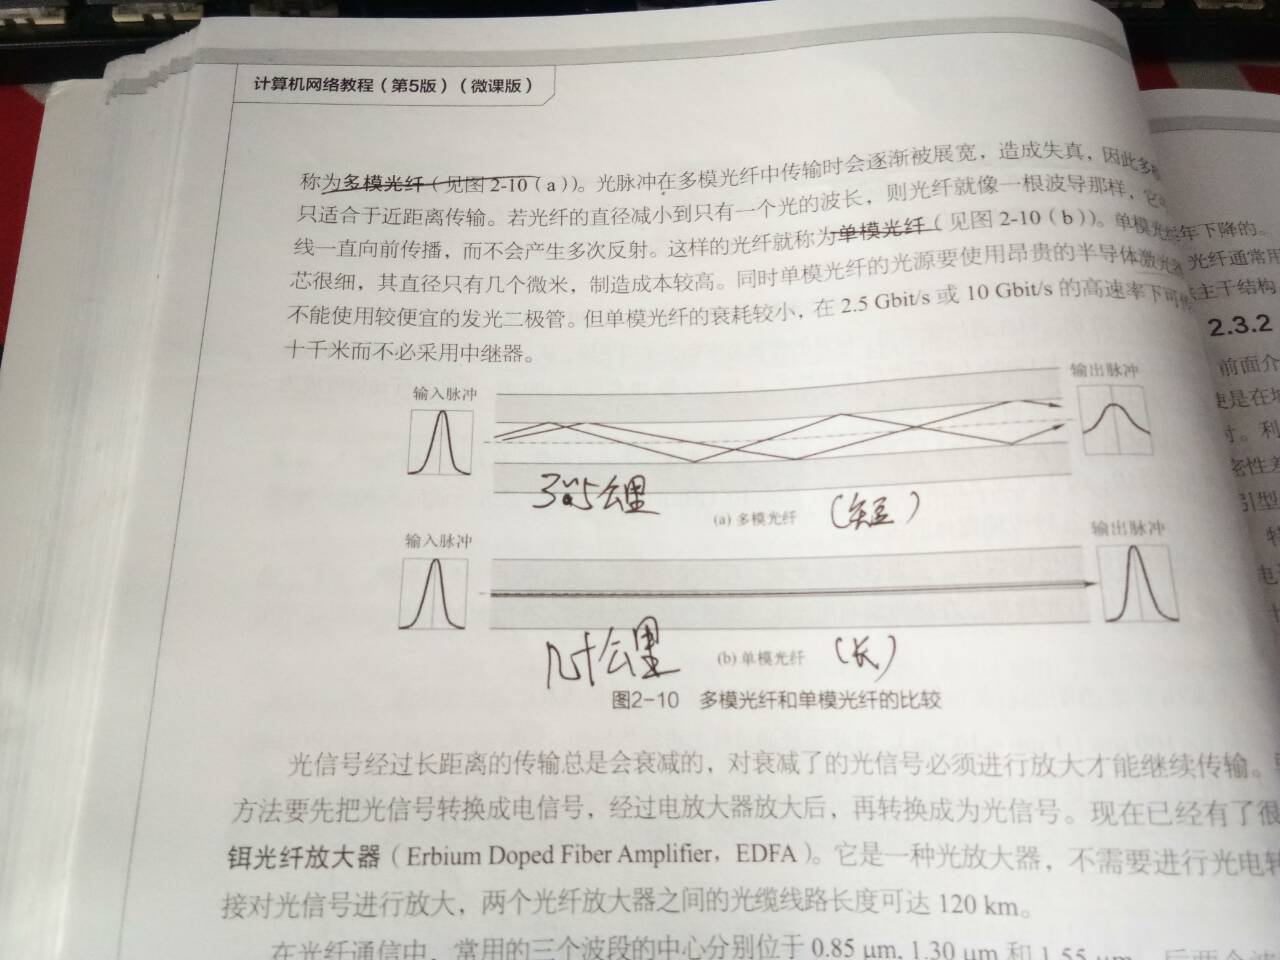 计算机网络教程（第5版）（微课版）
称为多模光纤（见图2-10（a））。光脉冲在多模光纤中传输时会逐渐被展宽，造成失真，因此多模
只适合于近距离传输。若光纤的直径减小到只有一个光的波长，则光纤就像一根波导那样，它
线一直向前传播，而不会产生多次反射。这样的光纤就称为单模光纤（见图2-10（b））。单模光
芯很细，其直径只有几个微米，制造成本较高。同时单模光纤的光源要使用昂贵的半导体激光
不能使用较便宜的发光二极管。但单模光纤的衰耗较小，在2.5 Gbit/s或10 Gbit/s的高速率下可
十千米而不必采用中继器。
输入脉冲
输出脉冲
公里
(a) 多模光纤
（短）
输入脉冲
输出脉冲
几十公里
(b) 单模光纤
（长）
图2-10 多模光纤和单模光纤的比较
光信号经过长距离的传输总是会衰减的，对衰减了的光信号必须进行放大才能继续传输。
方法要先把光信号转换成电信号，经过电放大器放大后，再转换成为光信号。现在已经有了很
铒光纤放大器（Erbium Doped Fiber Amplifier，EDFA）。它是一种光放大器，不需要进行光电转
接对光信号进行放大，两个光纤放大器之间的光缆线路长度可达120 km。
在光纤通信中，常用的三个波段的中心分别位于0.85 μm, 1.30 μm和1.55 μm
年下降的。
光纤通常用
主干结构
2.3.2
前面介
是在
。利
密性差
引型